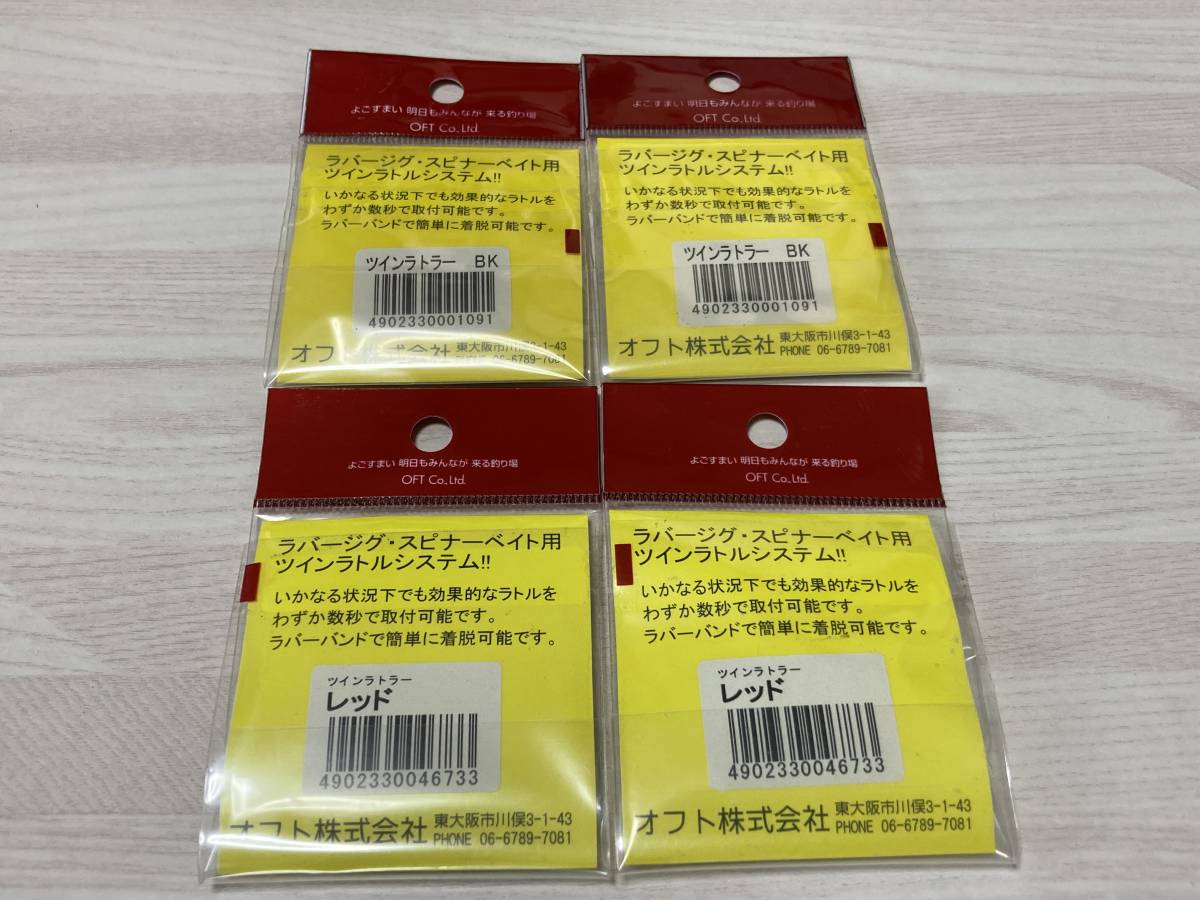 よごすまい 明日もみんなが 来る釣り場
OFT Co.,Ltd.
ラバージグ・スピナーベイト用
ツインラトルシステム!!
いかなる状況下でも効果的なラトルを
わずか数秒で取付可能です。
ラバーバンドで簡単に着脱可能です。
ツインラトラー BK
4902330001091
オフト株式会社 東大阪市川俣3-1-43
PHONE 06-6789-7081
よごすまい 明日もみんなが 来る釣り場
OFT Co.,Ltd.
ラバージグ・スピナーベイト用
ツインラトルシステム!!
いかなる状況下でも効果的なラトルを
わずか数秒で取付可能です。
ラバーバンドで簡単に着脱可能です。
ツインラトラー BK
4902330001091
オフト株式会社 東大阪市川俣3-1-43
PHONE 06-6789-7081
よごすまい 明日もみんなが 来る釣り場
OFT Co.,Ltd.
ラバージグ・スピナーベイト用
ツインラトルシステム!!
いかなる状況下でも効果的なラトルを
わずか数秒で取付可能です。
ラバーバンドで簡単に着脱可能です。
ツインラトラー
レッド
4902330046733
オフト株式会社 東大阪市川俣3-1-43
PHONE 06-6789-7081
よごすまい 明日もみんなが 来る釣り場
OFT Co.,Ltd.
ラバージグ・スピナーベイト用
ツインラトルシステム!!
いかなる状況下でも効果的なラトルを
わずか数秒で取付可能です。
ラバーバンドで簡単に着脱可能です。
ツインラトラー
レッド
4902330046733
オフト株式会社 東大阪市川俣3-1-43
PHONE 06-6789-7081